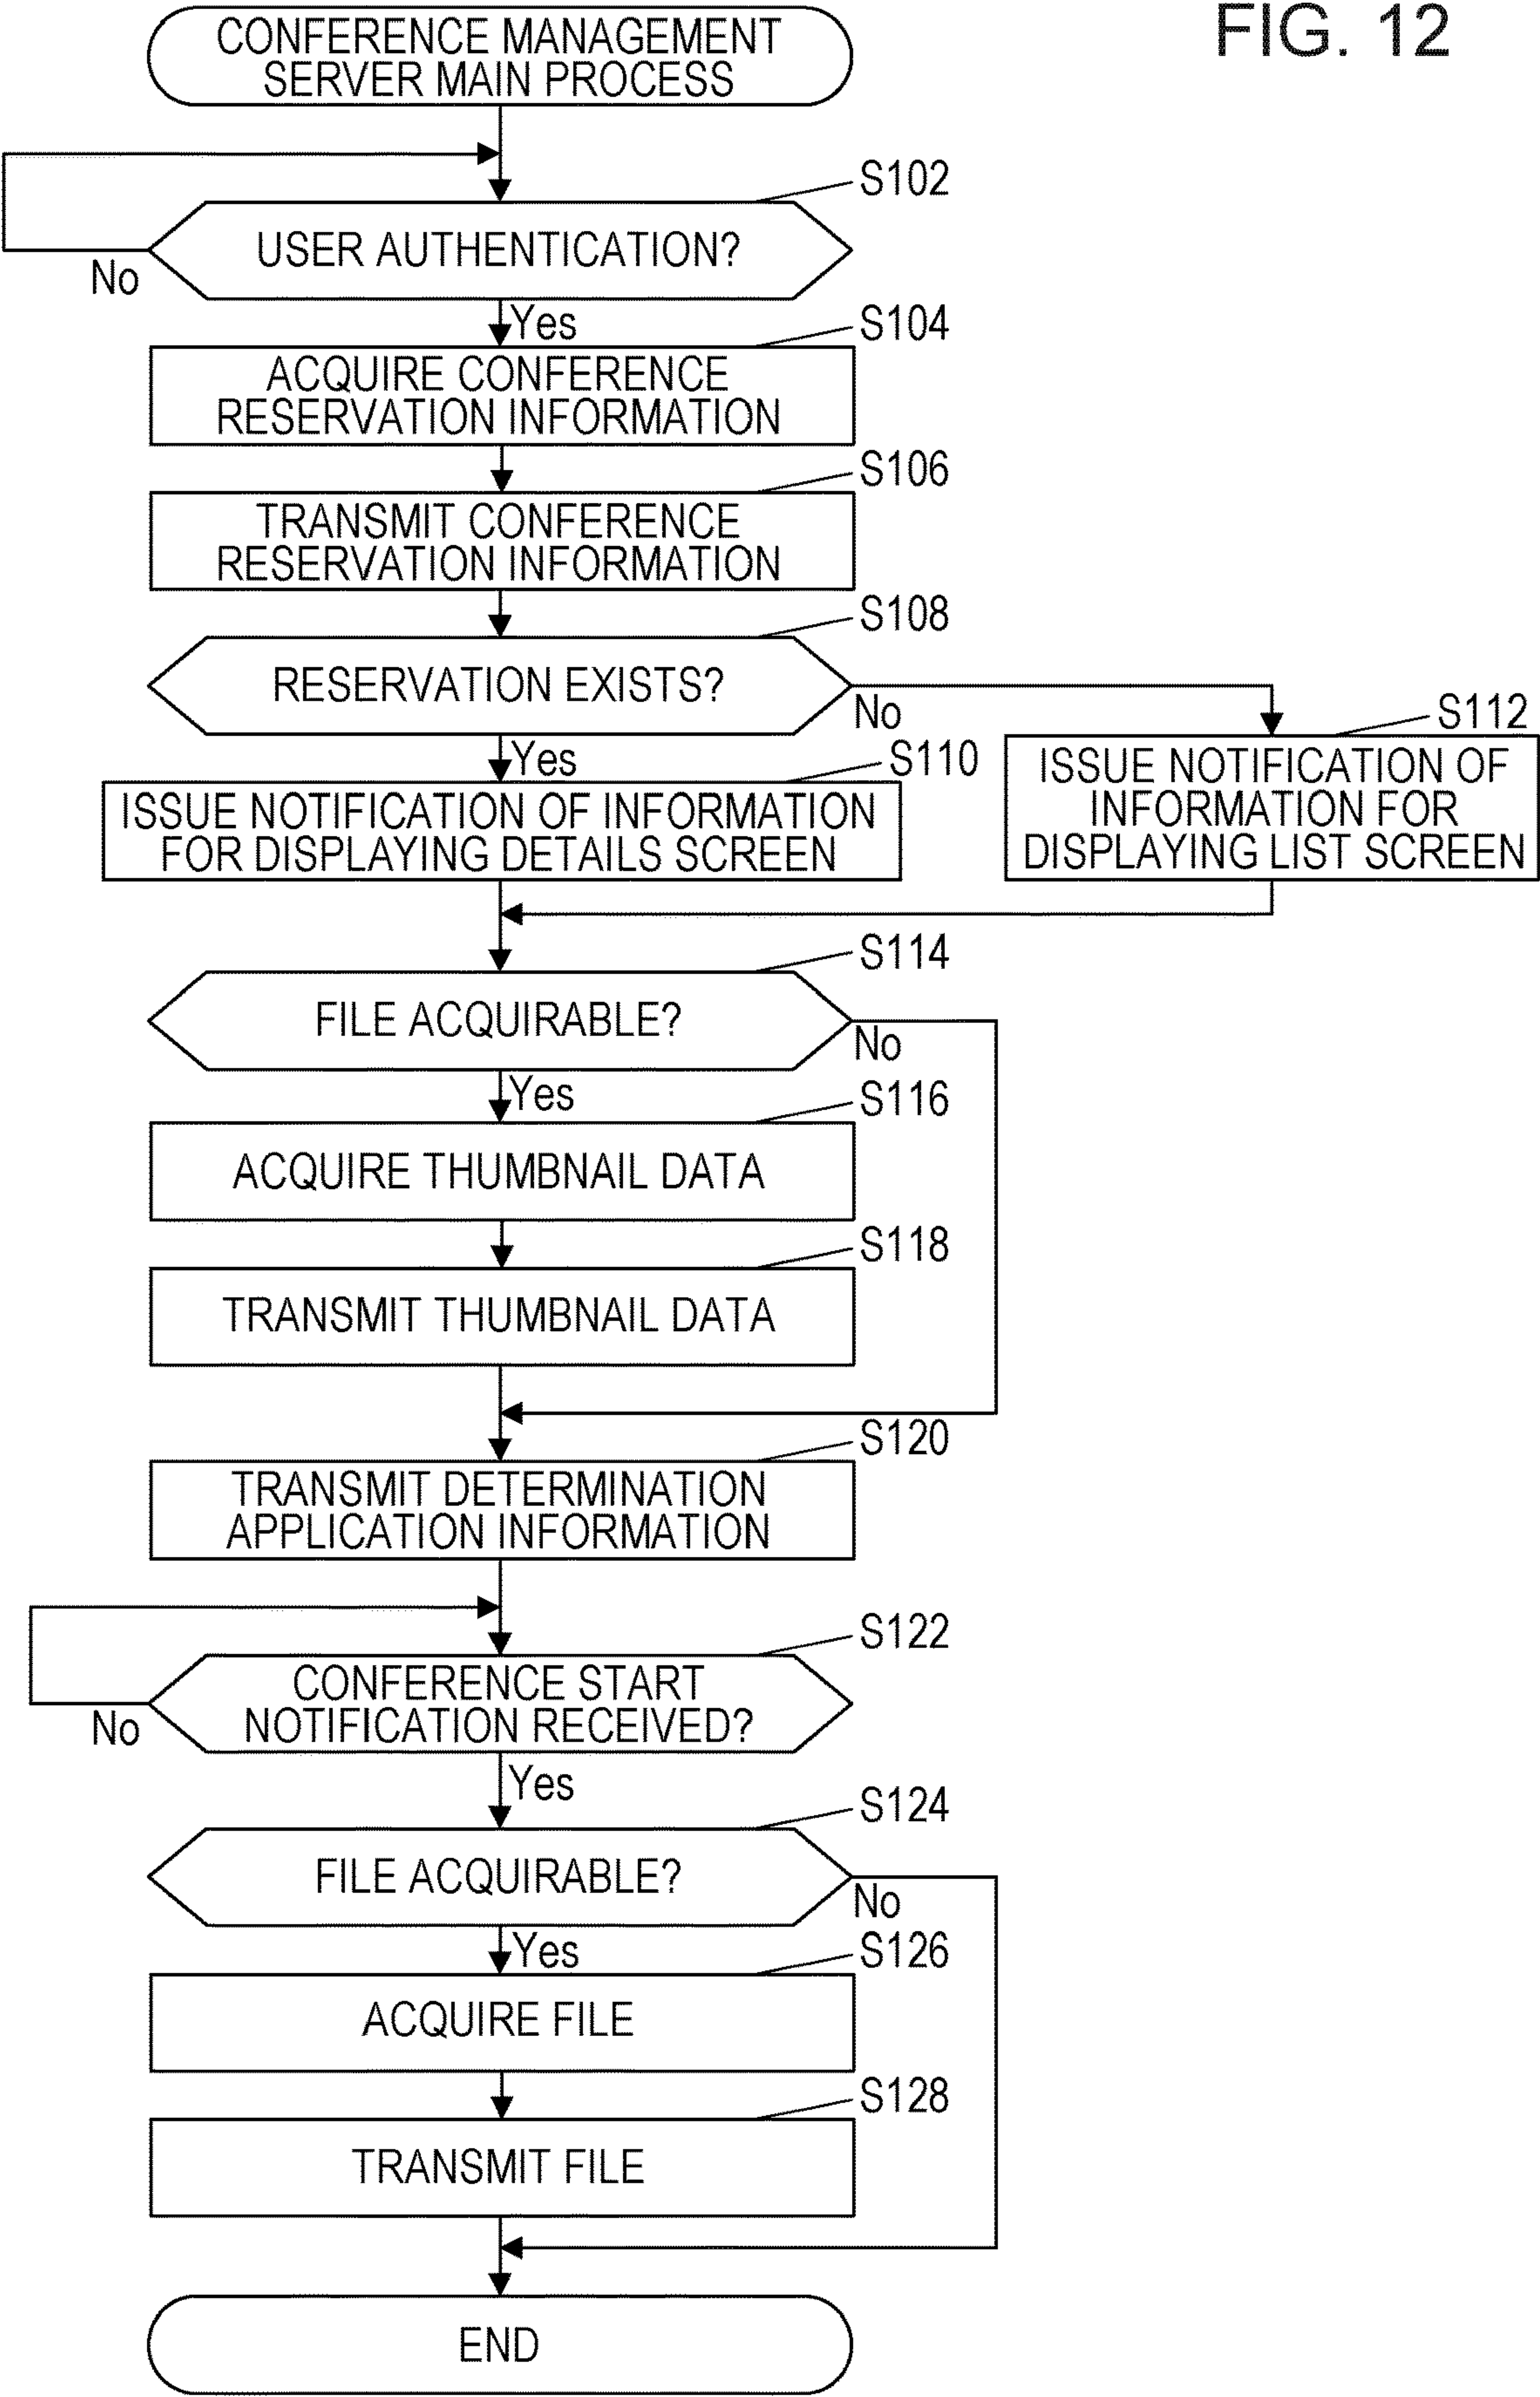 FIG. 12
CONFERENCE MANAGEMENT
SERVER MAIN PROCESS
S102
USER AUTHENTICATION?
No
Yes
S104
ACQUIRE CONFERENCE
RESERVATION INFORMATION
S106
TRANSMIT CONFERENCE
RESERVATION INFORMATION
S108
RESERVATION EXISTS?
No
Yes
S110
ISSUE NOTIFICATION OF INFORMATION
FOR DISPLAYING DETAILS SCREEN
S112
ISSUE NOTIFICATION OF
INFORMATION FOR
DISPLAYING LIST SCREEN
S114
FILE ACQUIRABLE?
No
Yes
S116
ACQUIRE THUMBNAIL DATA
S118
TRANSMIT THUMBNAIL DATA
S120
TRANSMIT DETERMINATION
APPLICATION INFORMATION
S122
CONFERENCE START
NOTIFICATION RECEIVED?
No
Yes
S124
FILE ACQUIRABLE?
No
Yes
S126
ACQUIRE FILE
S128
TRANSMIT FILE
END